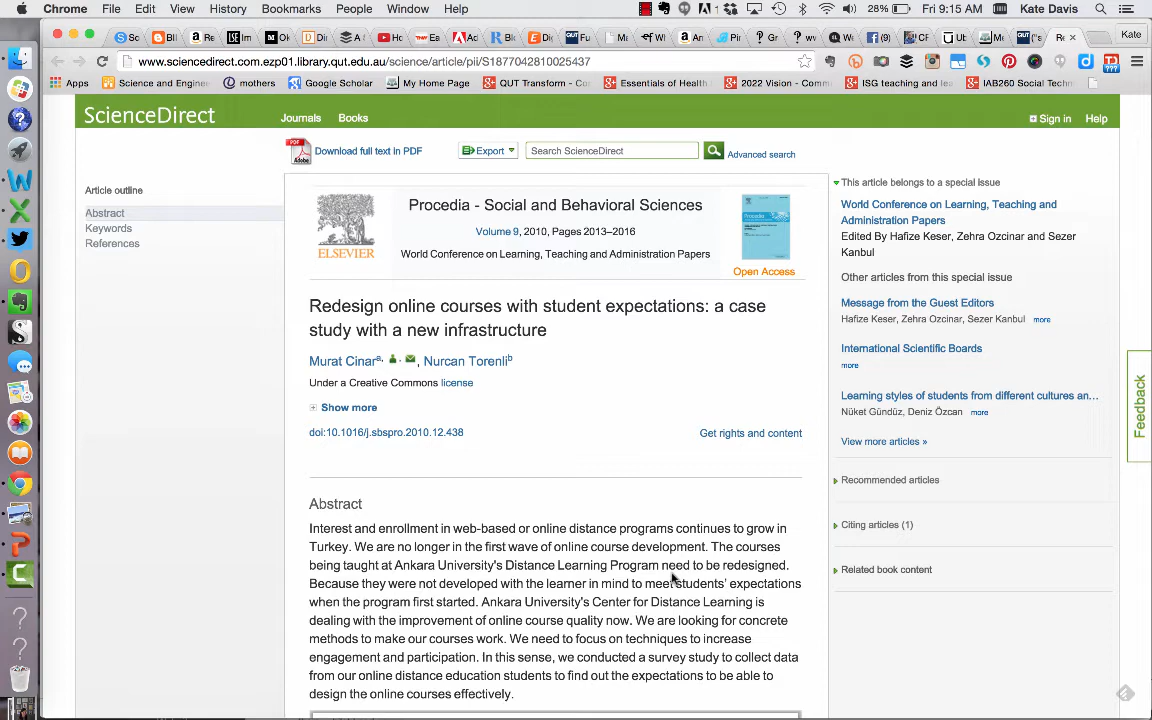 Chrome File Edit View History Bookmarks People Window Help 28% Fri 9:15 AM Kate Davis
Kate
www.sciencedirect.com.ezp01.library.qut.edu.au/science/article/pii/S1877042810025437
Apps Science and Enginee mothers Google Scholar My Home Page QUT Transform - Co Essentials of Health 2022 Vision - Comm ISG teaching and lea IAB260 Social Techn
ScienceDirect Journals Books Sign in Help
Download full text in PDF Export Search ScienceDirect Advanced search
Article outline
Abstract
Keywords
References
ELSEVIER
Procedia - Social and Behavioral Sciences
Volume 9, 2010, Pages 2013–2016
World Conference on Learning, Teaching and Administration Papers
Open Access
Redesign online courses with student expectations: a case
study with a new infrastructure
Murat Cinar a, , Nurcan Torenli b
Under a Creative Commons license
Show more
doi:10.1016/j.sbspro.2010.12.438 Get rights and content
Abstract
Interest and enrollment in web-based or online distance programs continues to grow in
Turkey. We are no longer in the first wave of online course development. The courses
being taught at Ankara University's Distance Learning Program need to be redesigned.
Because they were not developed with the learner in mind to meet students' expectations
when the program first started. Ankara University's Center for Distance Learning is
dealing with the improvement of online course quality now. We are looking for concrete
methods to make our courses work. We need to focus on techniques to increase
engagement and participation. In this sense, we conducted a survey study to collect data
from our online distance education students to find out the expectations to be able to
design the online courses effectively.
This article belongs to a special issue
World Conference on Learning, Teaching and
Administration Papers
Edited By Hafize Keser, Zehra Ozcinar and Sezer
Kanbul
Other articles from this special issue
Message from the Guest Editors
Hafize Keser, Zehra Ozcinar, Sezer Kanbul more
International Scientific Boards
more
Learning styles of students from different cultures an...
Nüket Gündüz, Deniz Özcan more
View more articles »
Recommended articles
Citing articles (1)
Related book content
Feedback